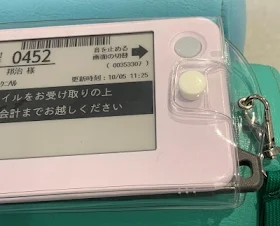 0452
音を止める
画面の切替
( 00353307 )
邦治 様
更新時刻：10/05 11:25
イルをお受け取りの上
会計までお越しください